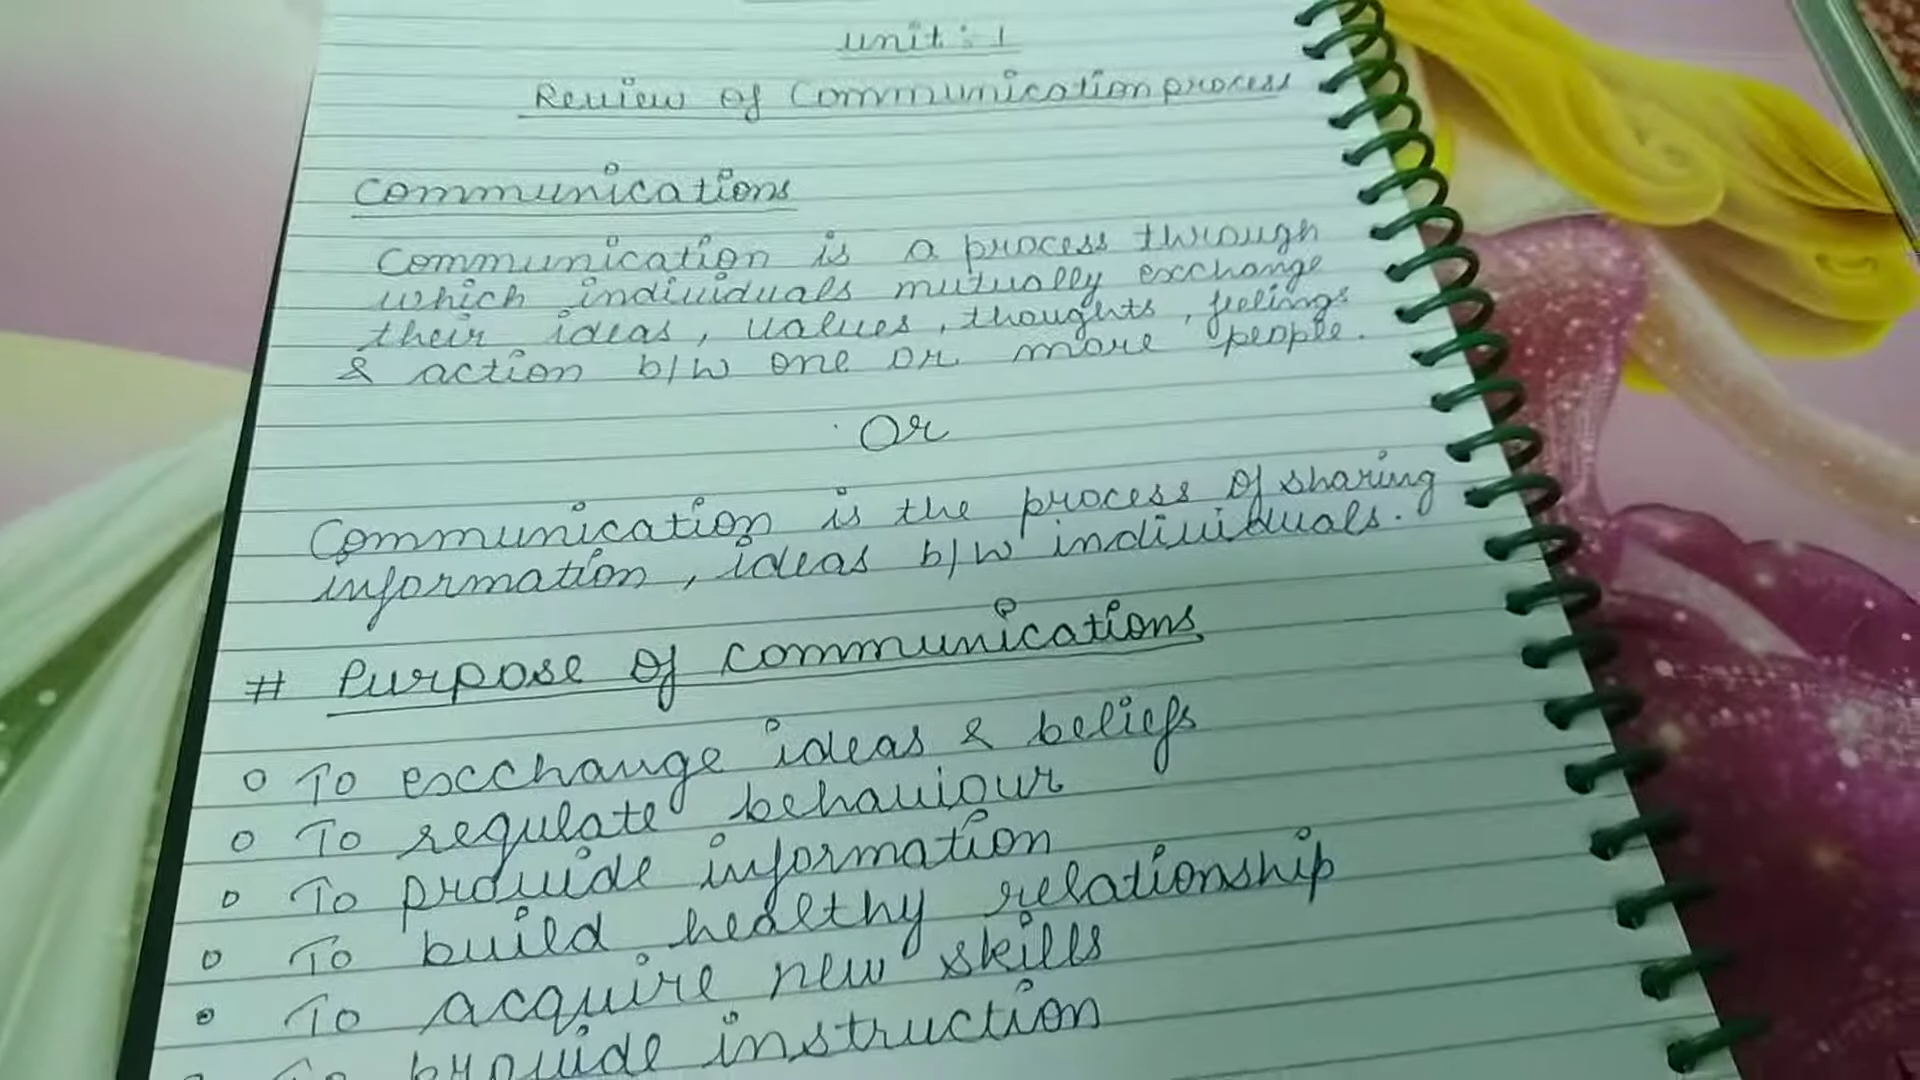 Unit : 1
Review of Communication process
Communications
Communication is a process through
which individuals mutually exchange
their ideas, values, thoughts, feelings
& action b/w one or more people.
Or
Communication is the process of sharing
information, ideas b/w individuals.
# Purpose of communications
o To exchange ideas & beliefs
o To regulate behaviour
o To provide information
o To build healthy relationship
o To acquire new skills
o To provide instruction